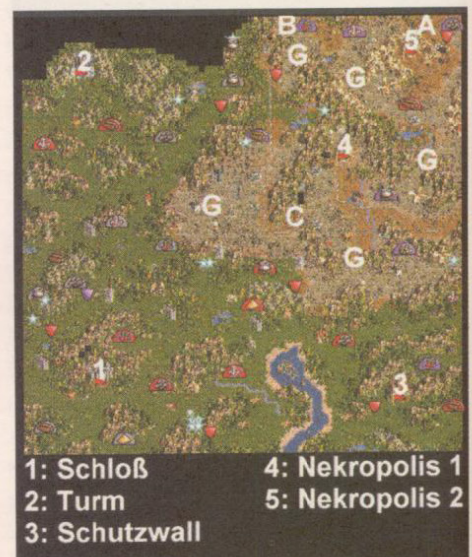 B A
G 5
2 G
4
G
G C
G
1 3
1: Schloß 4: Nekropolis 1
2: Turm 5: Nekropolis 2
3: Schutzwall